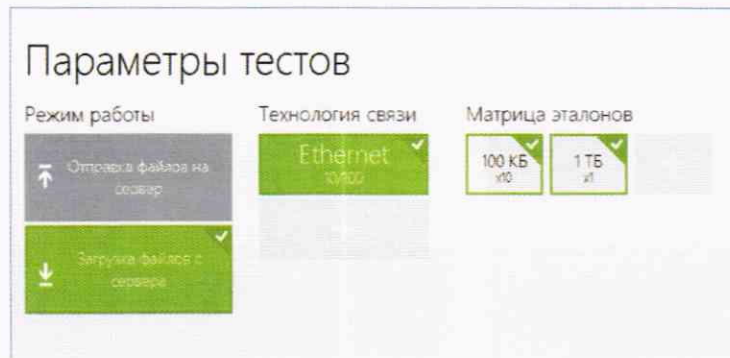 Параметры тестов
Режим работы
Технология связи
Матрица эталонов
Отправка файлов на
сервер
Загрузка файлов с
сервера
Ethernet
10/100
100 КБ
x10
1 ТБ
x1